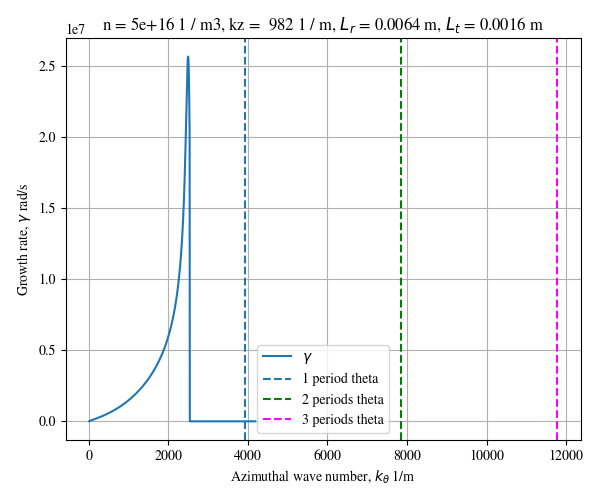 n = 5e+16 1 / m3, kz =  982 1 / m, L_r = 0.0064 m, L_t = 0.0016 m
1e7
2.5
2.0
1.5
1.0
0.5
0.0
Growth rate, γ rad/s
γ
1 period theta
2 periods theta
3 periods theta
0 2000 4000 6000 8000 10000 12000
Azimuthal wave number, k_θ 1/m